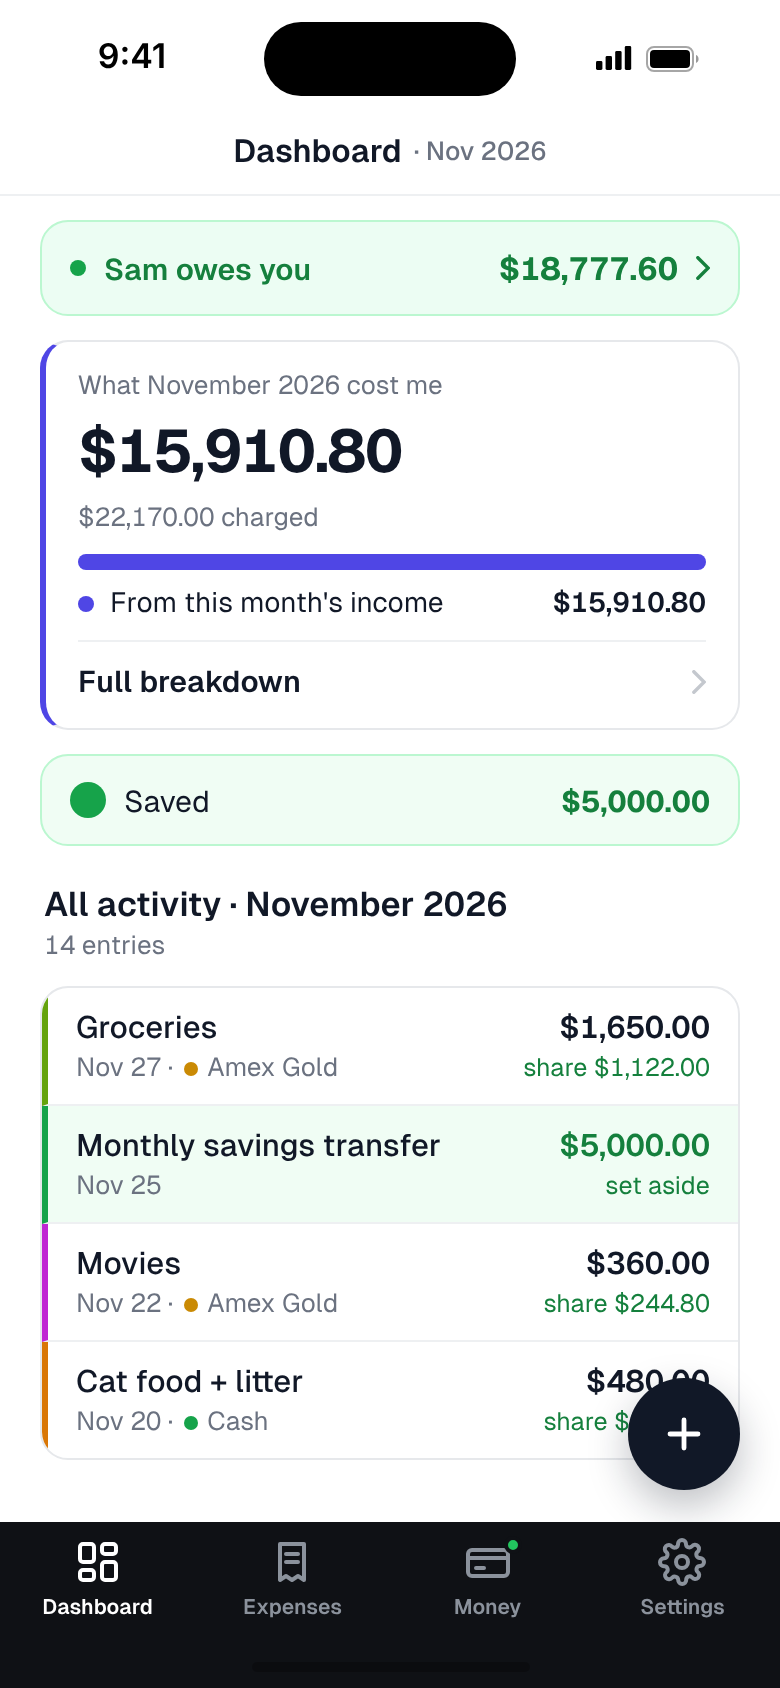 9:41
Dashboard · Nov 2026
Sam owes you $18,777.60
What November 2026 cost me
$15,910.80
$22,170.00 charged
From this month's income $15,910.80
Full breakdown
Saved $5,000.00
All activity · November 2026
14 entries
Groceries $1,650.00
Nov 27 · Amex Gold share $1,122.00
Monthly savings transfer $5,000.00
Nov 25 set aside
Movies $360.00
Nov 22 · Amex Gold share $244.80
Cat food + litter $480.00
Nov 20 · Cash share $
Dashboard Expenses Money Settings